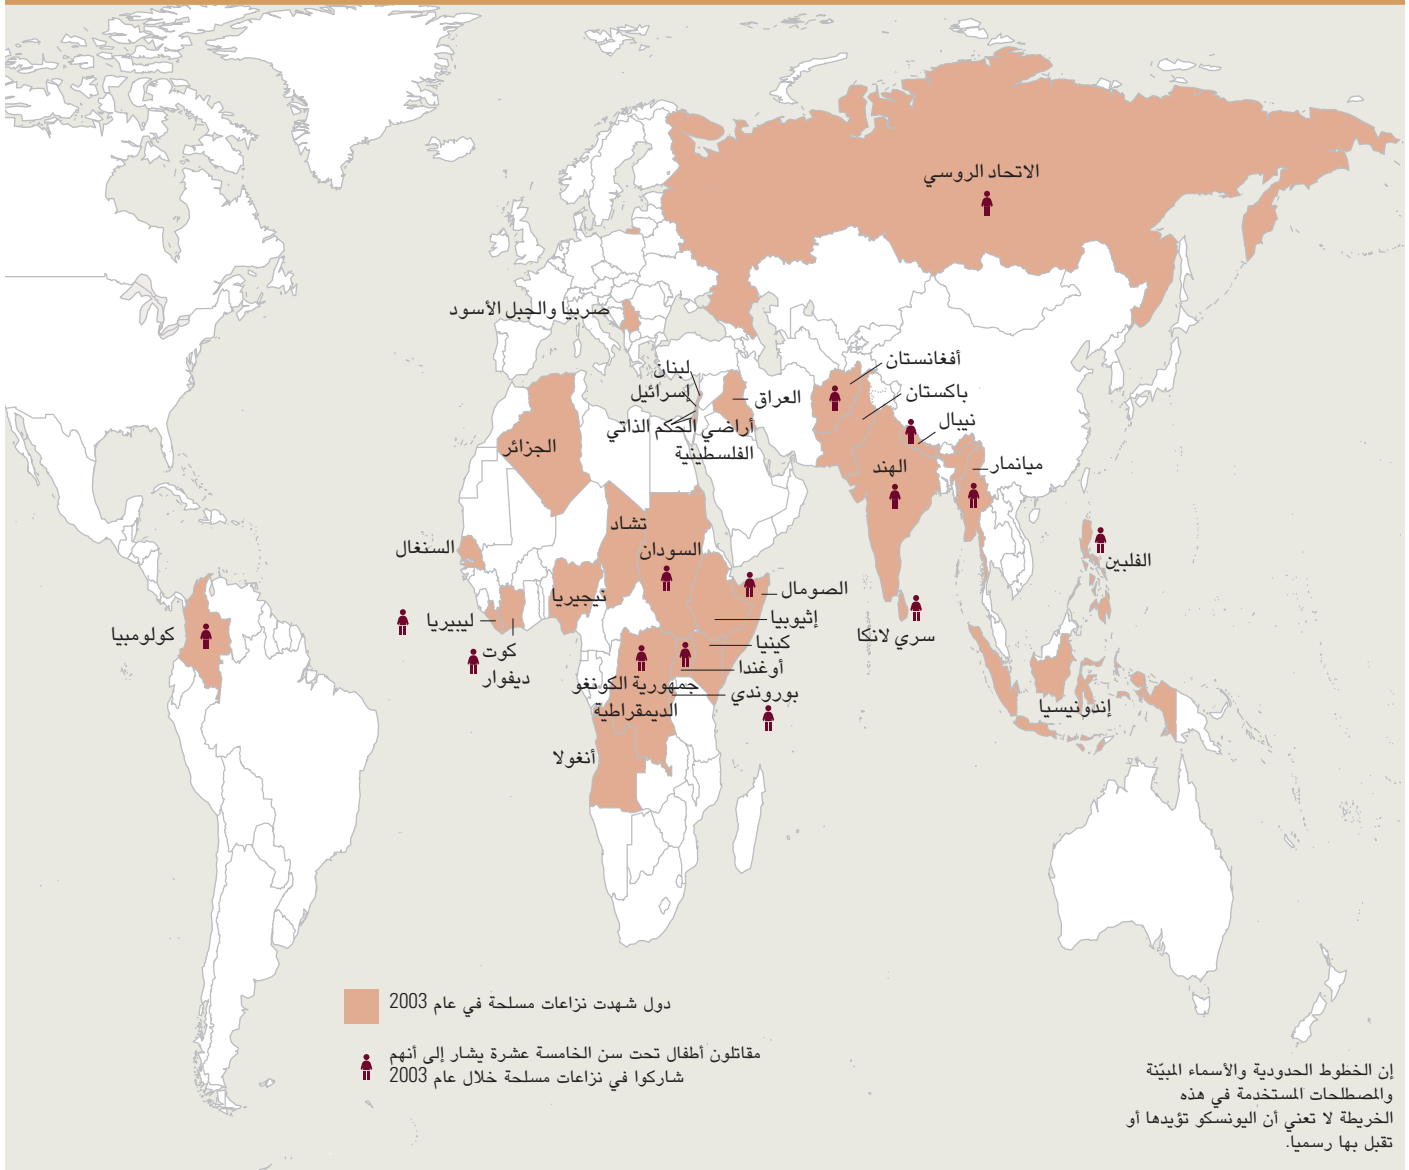 الاتحاد الروسي
صربيا والجبل الأسود
أفغانستان
لبنان
باكستان
إسرائيل
العراق
نيبال
أراضي الحكم الذاتي
الفلسطينية
الجزائر
الهند
ميانمار
تشاد
السنغال
السودان
الفلبين
الصومال
نيجيريا
إثيوبيا
ليبيريا
كولومبيا
سري لانكا
كينيا
كوت
ديفوار
أوغندا
جمهورية الكونغو
الديمقراطية
بوروندي
إندونيسيا
أنغولا
دول شهدت نزاعات مسلحة في عام 2003
مقاتلون أطفال تحت سن الخامسة عشرة يشار إلى أنهم
شاركوا في نزاعات مسلحة خلال عام 2003
إن الخطوط الحدودية والأسماء المبيّنة
والمصطلحات المستخدمة في هذه
الخريطة لا تعني أن اليونسكو تؤيدها أو
تقبل بها رسميا.